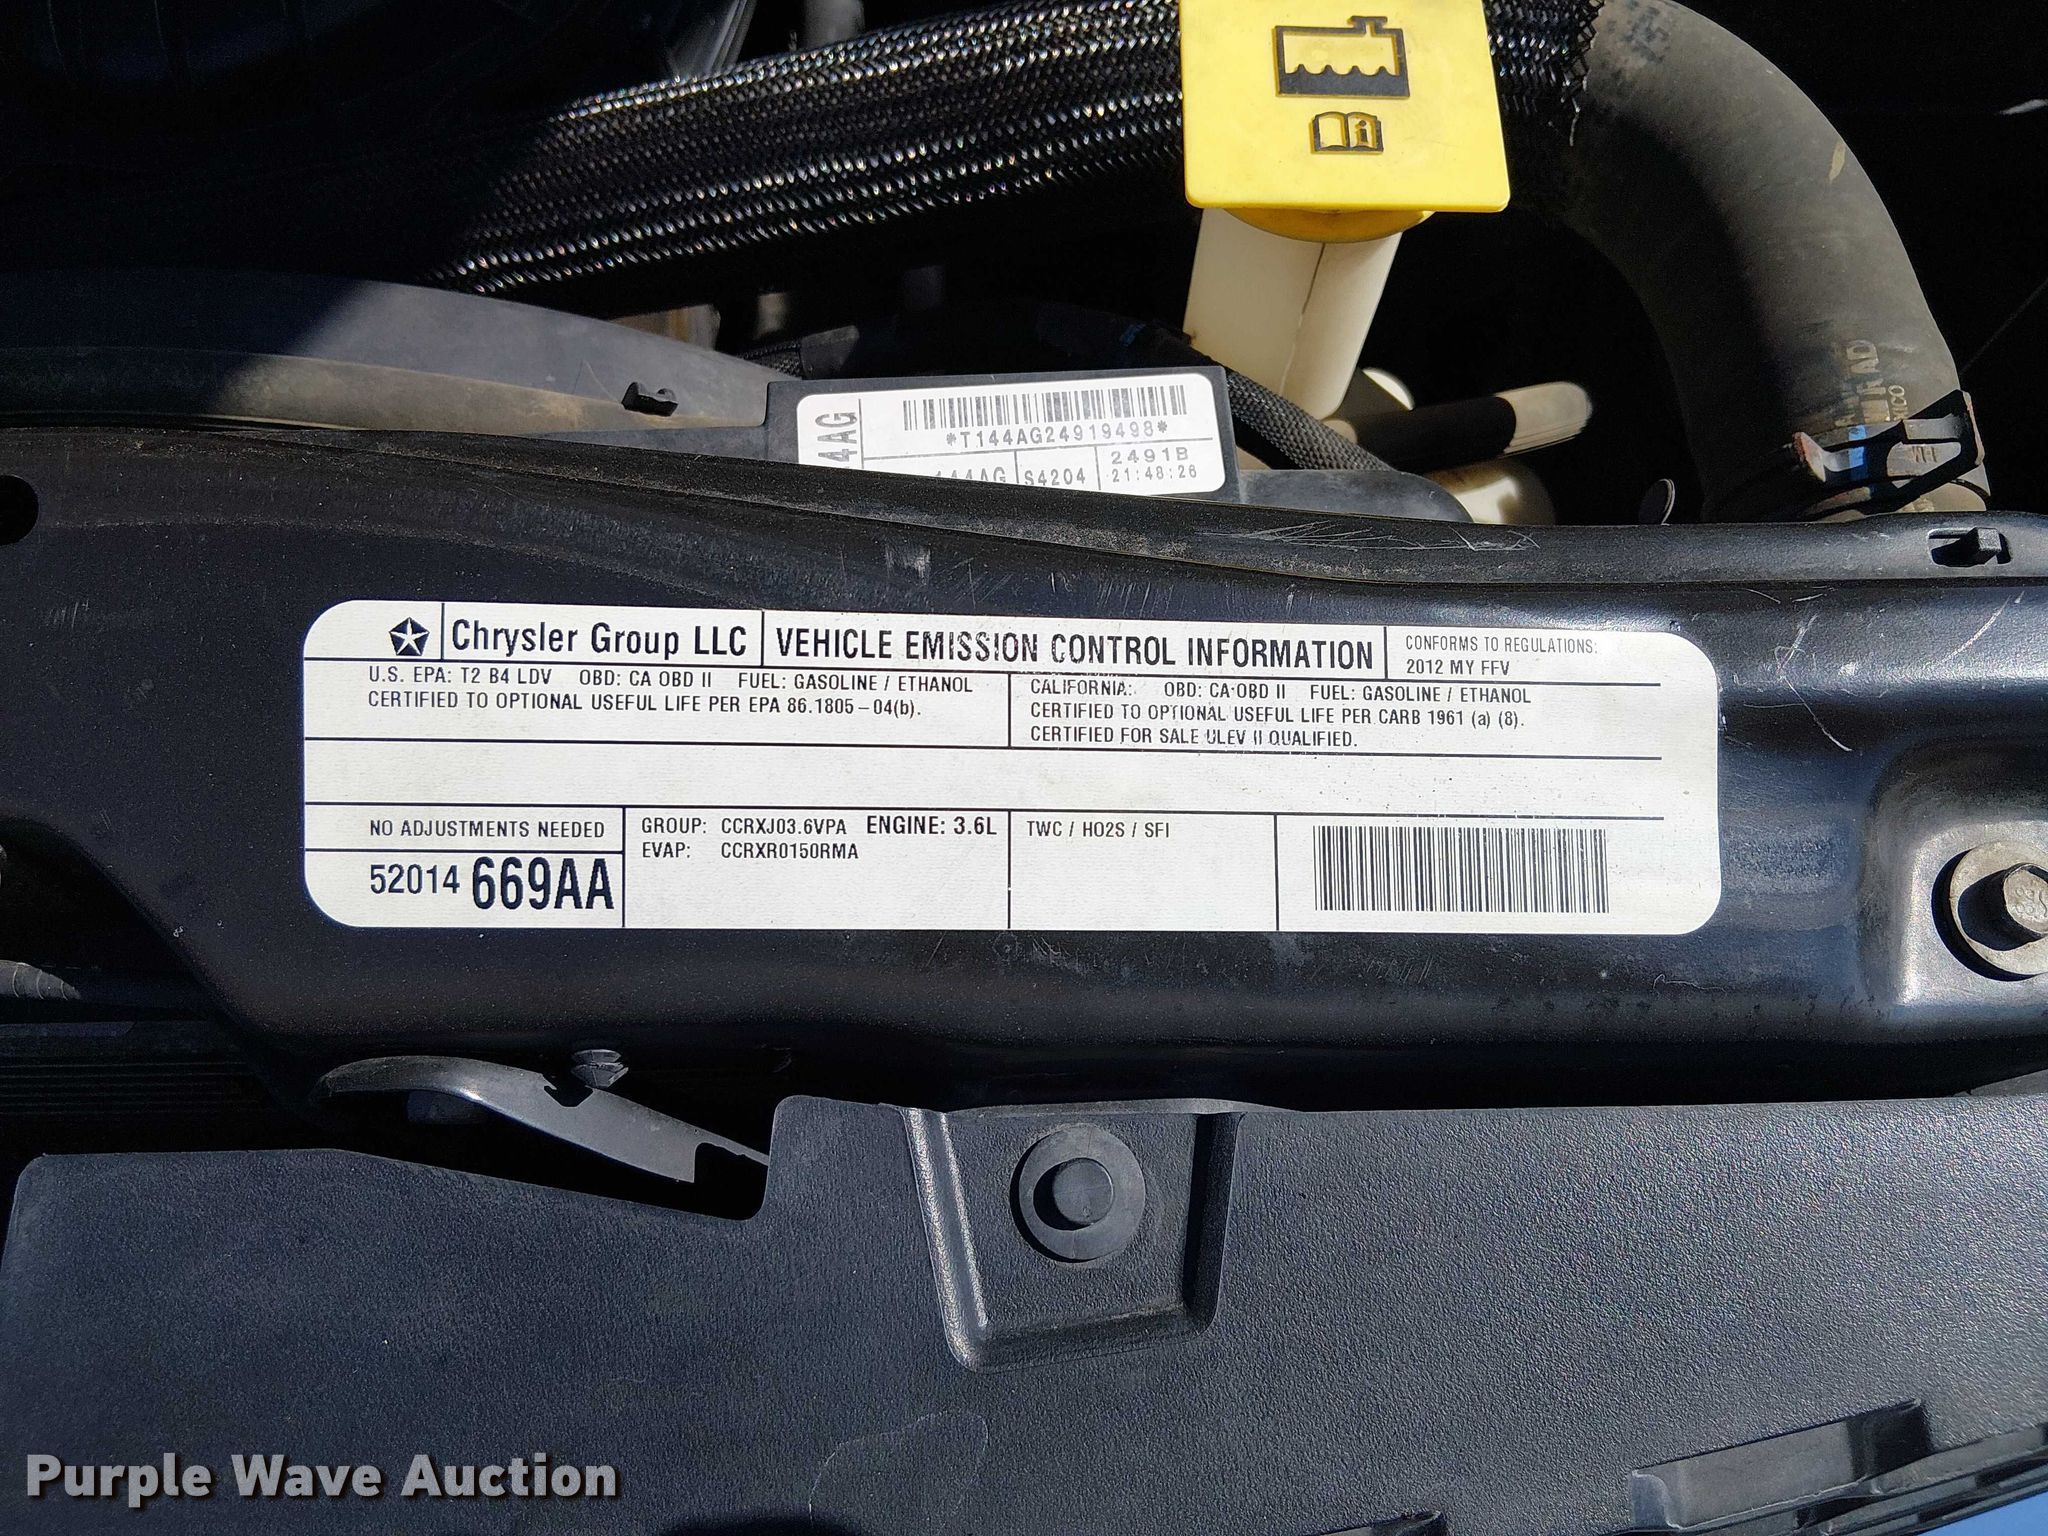 *T144AG24919498*
S4204
2491B
21:48:26
Chrysler Group LLC
VEHICLE EMISSION CONTROL INFORMATION
CONFORMS TO REGULATIONS:
2012 MY FFV
U.S. EPA: T2 B4 LDV OBD: CA OBD II FUEL: GASOLINE / ETHANOL
CERTIFIED TO OPTIONAL USEFUL LIFE PER EPA 86.1805-04(b).
CALIFORNIA: OBD: CA OBD II FUEL: GASOLINE / ETHANOL
CERTIFIED TO OPTIONAL USEFUL LIFE PER CARB 1961 (a) (8).
CERTIFIED FOR SALE ULEV II QUALIFIED.
NO ADJUSTMENTS NEEDED
52014 669AA
GROUP: CCRXJ03.6VPA ENGINE: 3.6L
EVAP: CCRXR0150RMA
TWC / HO2S / SFI
Purple Wave Auction